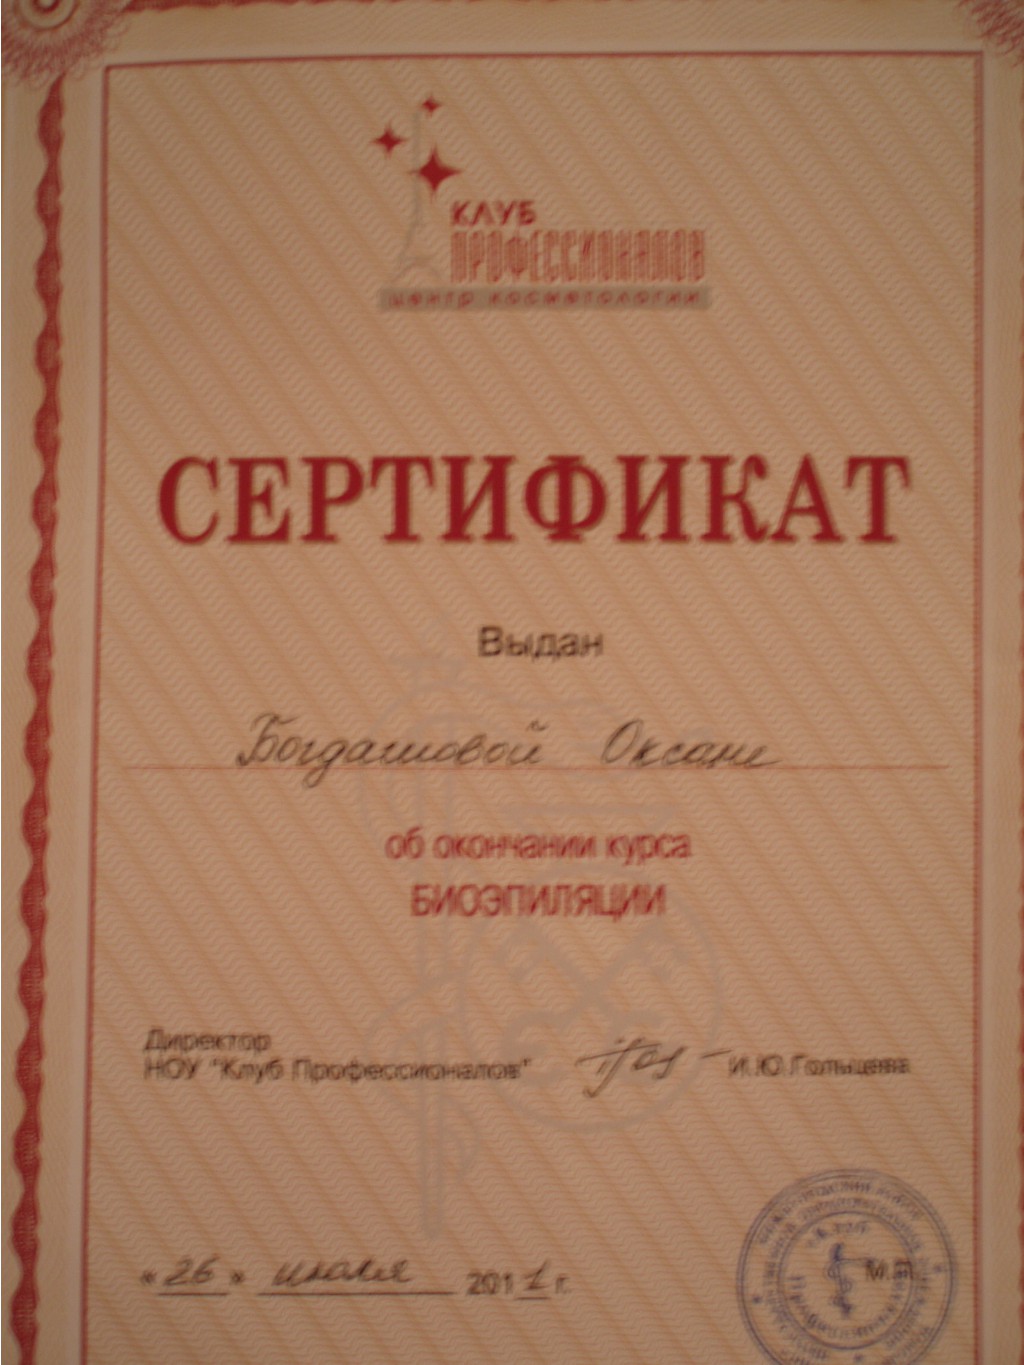 КЛУБ
ПРОФЕССИОНАЛОВ
центр косметологии
СЕРТИФИКАТ
Выдан
Богдашовой Оксане
об окончании курса
БИОЭПИЛЯЦИИ
Директор
НОУ "Клуб Профессионалов" И.Ю.Гольцева
«26» июля 2011 г.
М.П.